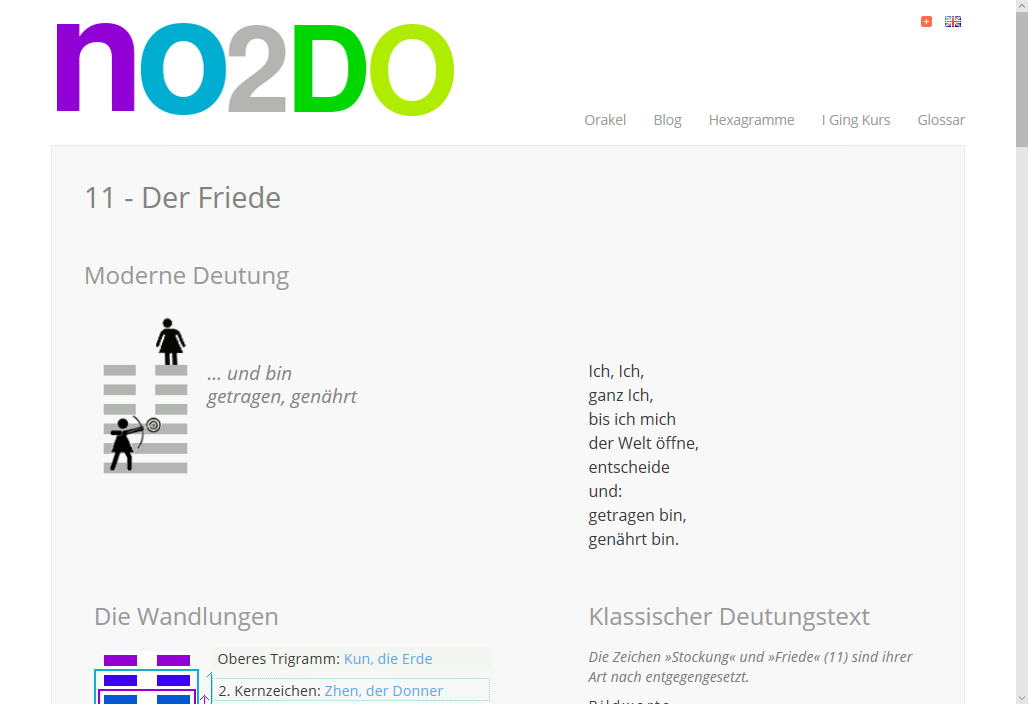 nO2DO
Orakel Blog Hexagramme I Ging Kurs Glossar
11 - Der Friede
Moderne Deutung
... und bin
getragen, genährt
Ich, Ich,
ganz Ich,
bis ich mich
der Welt öffne,
entscheide
und:
getragen bin,
genährt bin.
Die Wandlungen
Oberes Trigramm: Kun, die Erde
2. Kernzeichen: Zhen, der Donner
Klassischer Deutungstext
Die Zeichen »Stockung« und »Friede« (11) sind ihrer
Art nach entgegengesetzt.